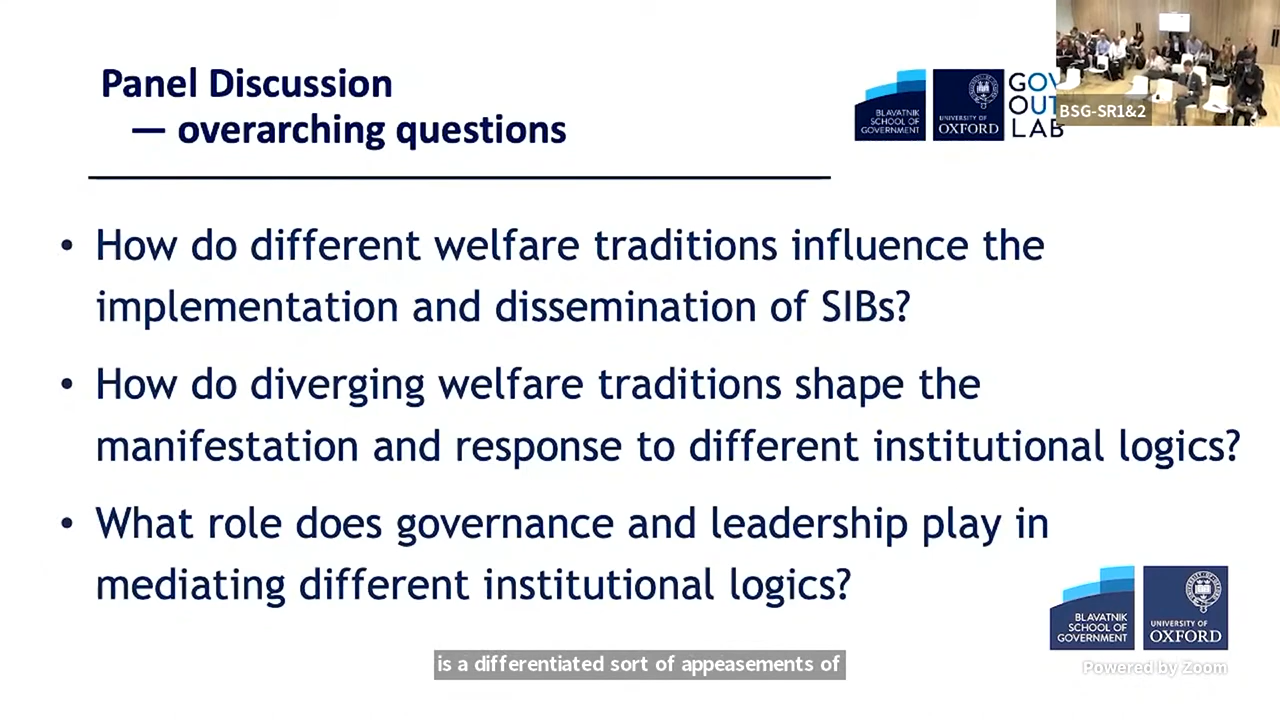 Panel Discussion
— overarching questions
BLAVATNIK
SCHOOL OF
GOVERNMENT
UNIVERSITY OF
OXFORD
GOV
OUT
LAB
BSG-SR1&2
• How do different welfare traditions influence the
implementation and dissemination of SIBs?
• How do diverging welfare traditions shape the
manifestation and response to different institutional logics?
• What role does governance and leadership play in
mediating different institutional logics?
BLAVATNIK
SCHOOL OF
GOVERNMENT
UNIVERSITY OF
OXFORD
is a differentiated sort of appeasements of
Powered by Zoom